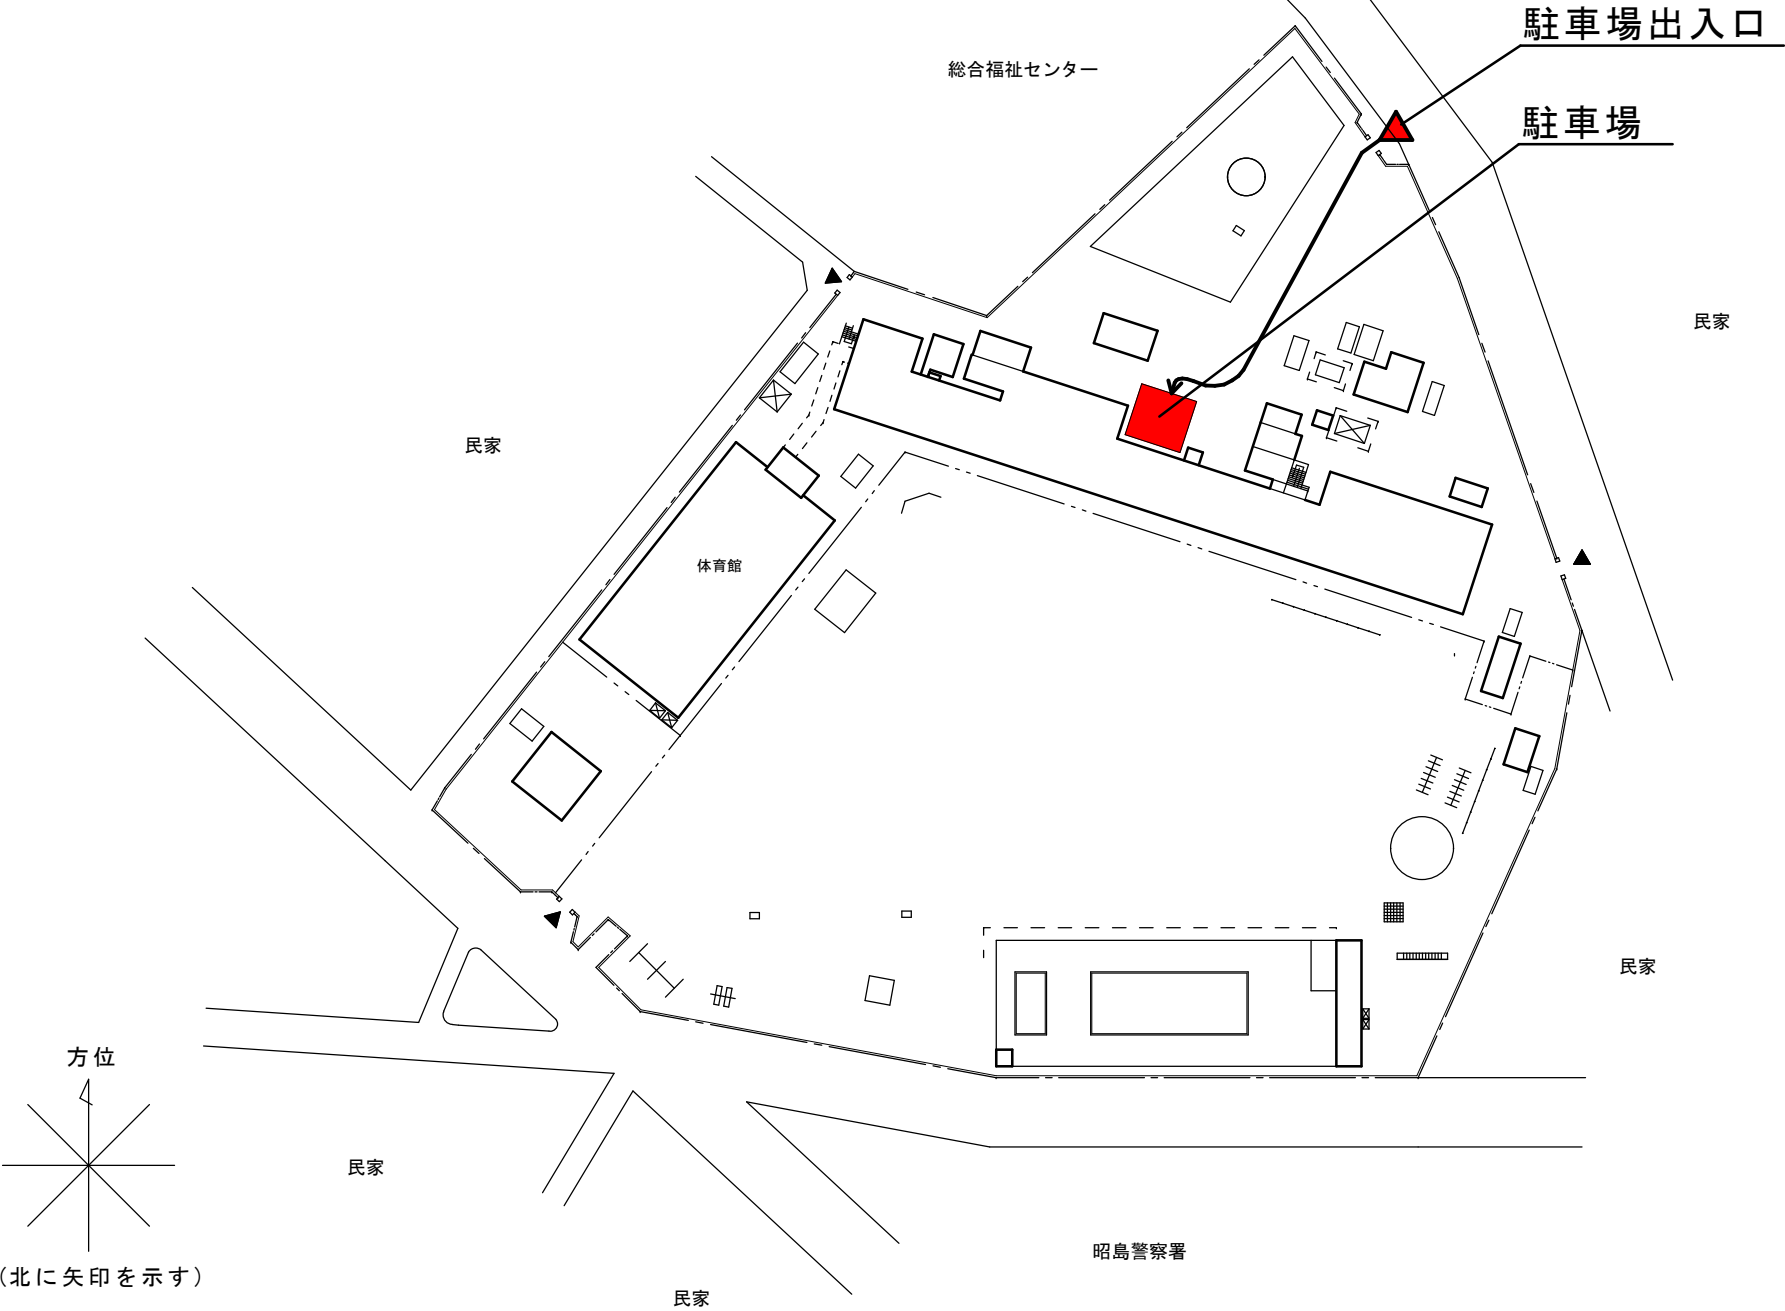 駐車場出入口
総合福祉センター
駐車場
民家
民家
体育館
民家
方位
民家
昭島警察署
(北に矢印を示す)
民家